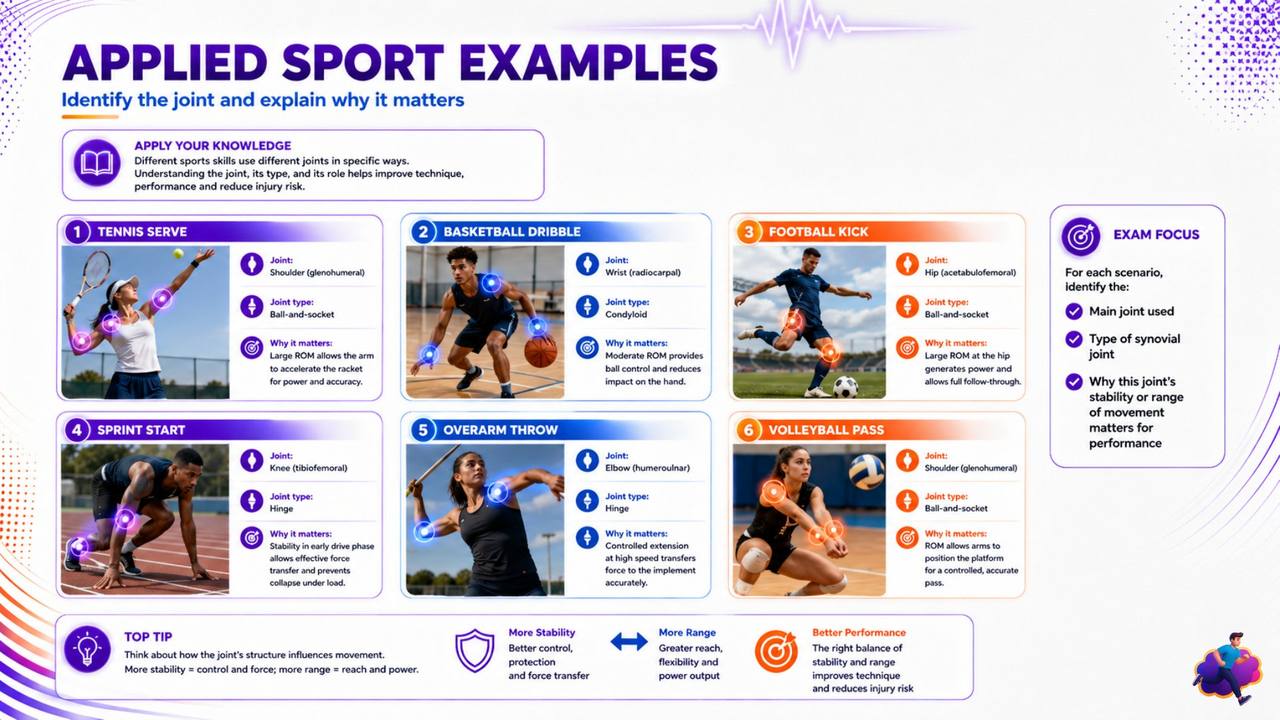 APPLIED SPORT EXAMPLES
Identify the joint and explain why it matters
APPLY YOUR KNOWLEDGE
Different sports skills use different joints in specific ways.
Understanding the joint, its type, and its role helps improve technique,
performance and reduce injury risk.
1 TENNIS SERVE
Joint:
Shoulder (glenohumeral)
Joint type:
Ball-and-socket
Why it matters:
Large ROM allows the arm
to accelerate the racket
for power and accuracy.
2 BASKETBALL DRIBBLE
Joint:
Wrist (radiocarpal)
Joint type:
Condyloid
Why it matters:
Moderate ROM provides
ball control and reduces
impact on the hand.
3 FOOTBALL KICK
Joint:
Hip (acetabulofemoral)
Joint type:
Ball-and-socket
Why it matters:
Large ROM at the hip
generates power and
allows full follow-through.
4 SPRINT START
Joint:
Knee (tibiofemoral)
Joint type:
Hinge
Why it matters:
Stability in early drive phase
allows effective force
transfer and prevents
collapse under load.
5 OVERARM THROW
Joint:
Elbow (humeroulnar)
Joint type:
Hinge
Why it matters:
Controlled extension
at high speed transfers
force to the implement
accurately.
6 VOLLEYBALL PASS
Joint:
Shoulder (glenohumeral)
Joint type:
Ball-and-socket
Why it matters:
ROM allows arms to
position the platform
for a controlled, accurate
pass.
EXAM FOCUS
For each scenario,
identify the:
Main joint used
Type of synovial
joint
Why this joint's
stability or range
of movement
matters for
performance
TOP TIP
Think about how the joint's structure influences movement.
More stability = control and force; more range = reach and power.
More Stability
Better control,
protection
and force transfer
More Range
Greater reach,
flexibility and
power output
Better Performance
The right balance of
stability and range
improves technique
and reduces injury risk